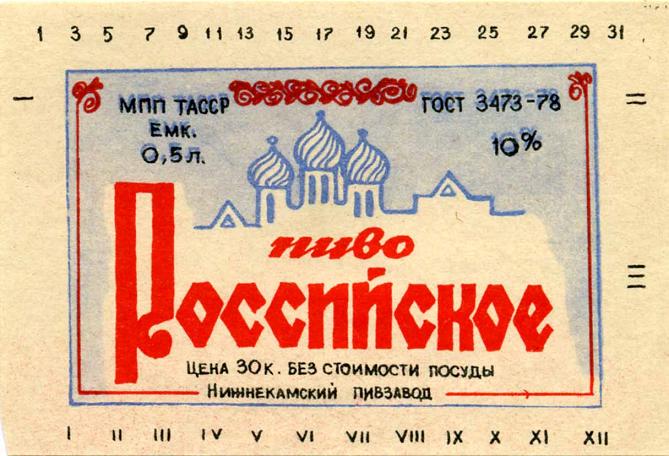 1 3 5 7 9 11 13 15 17 19 21 23 25 27 29 31
МПП ТАССР
ЕМК.
0,5 л.
ГОСТ 3473-78
10%
пиво
Российское
ЦЕНА 30 К. БЕЗ СТОИМОСТИ ПОСУДЫ
НИЖНЕКАМСКИЙ ПИВЗАВОД
I II III IV V VI VII VIII IX X XI XII